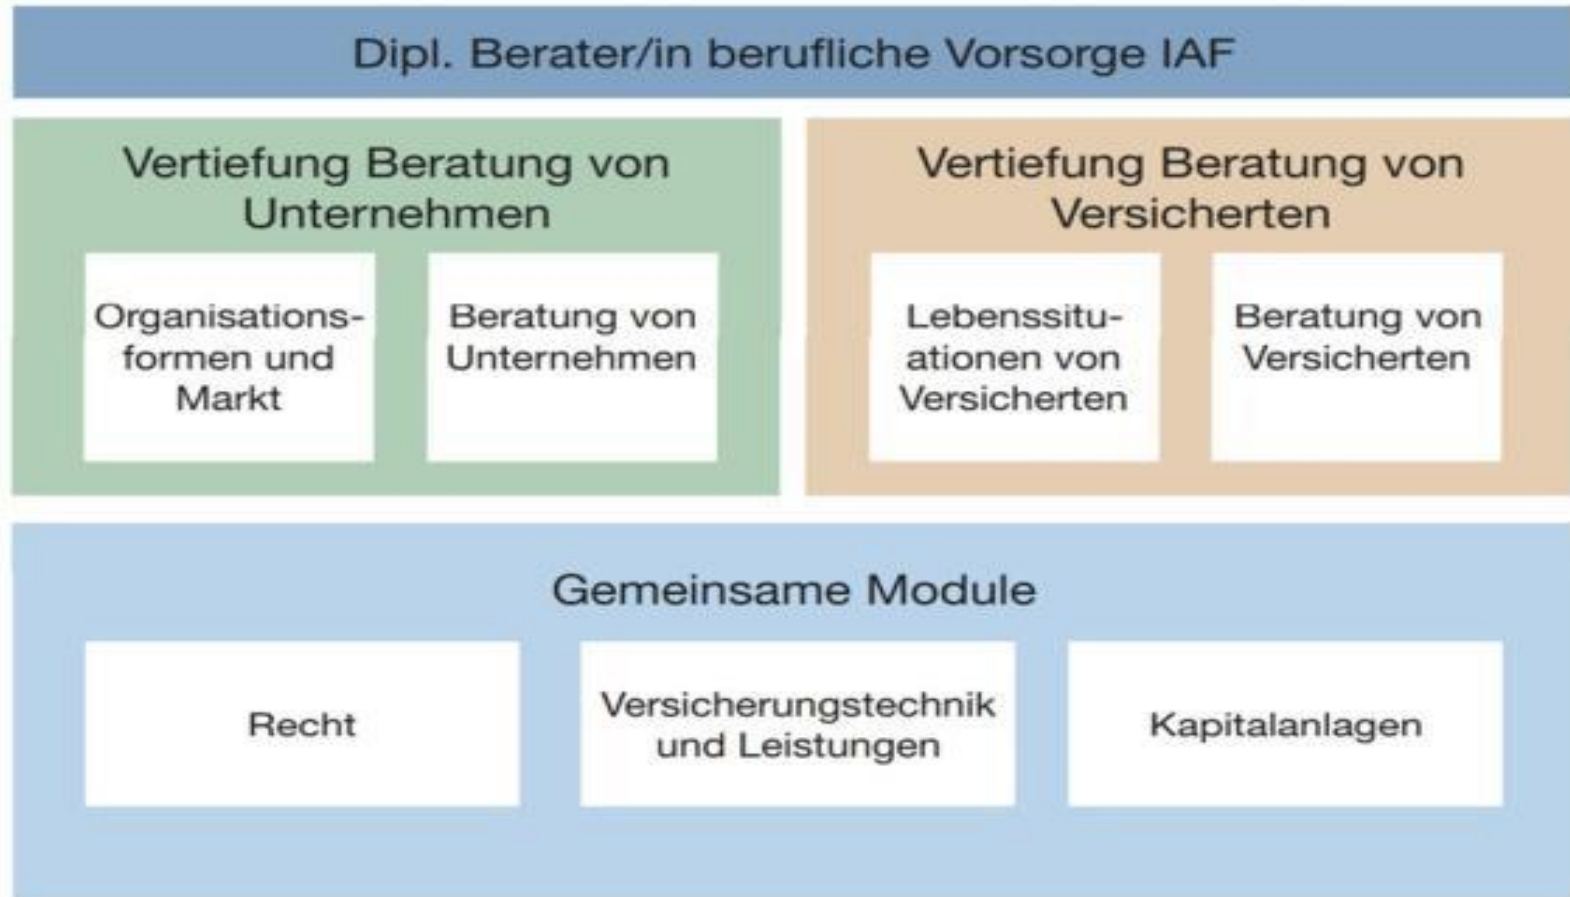 Dipl. Berater/in berufliche Vorsorge IAF
Vertiefung Beratung von
Unternehmen
Organisations-
formen und
Markt
Beratung von
Unternehmen
Vertiefung Beratung von
Versicherten
Lebenssitu-
ationen von
Versicherten
Beratung von
Versicherten
Gemeinsame Module
Recht
Versicherungstechnik
und Leistungen
Kapitalanlagen